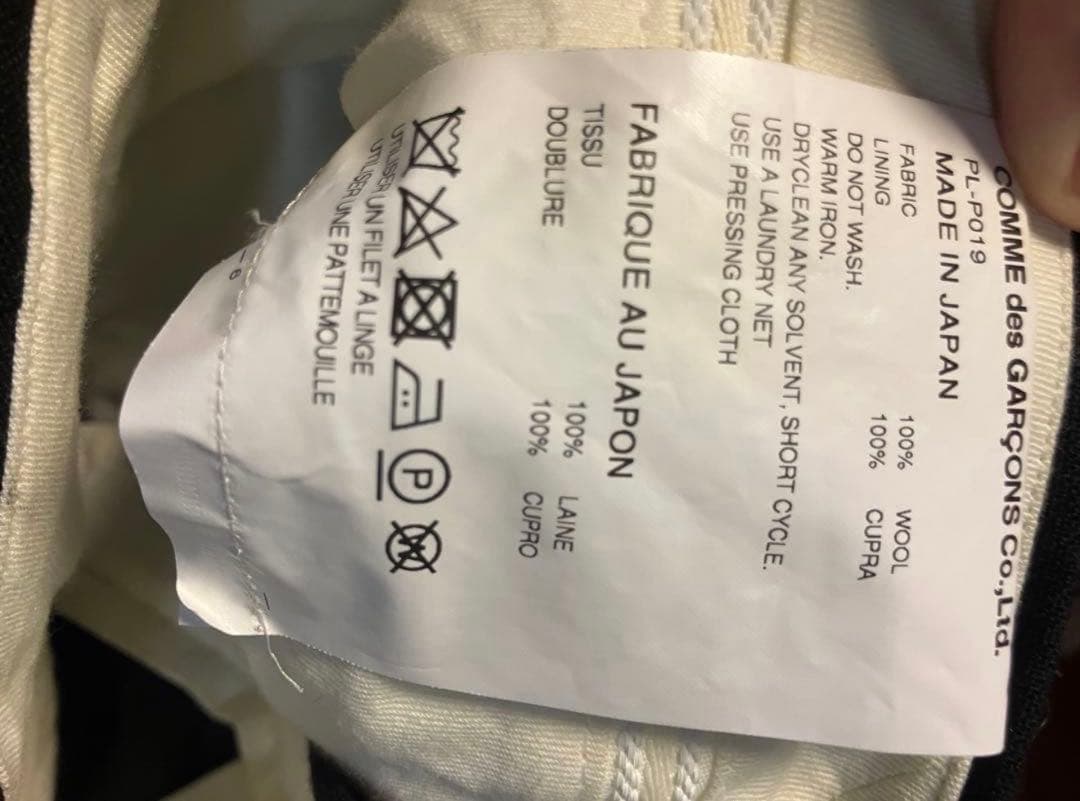 COMME des GARÇONS Co.,Ltd.
PL-P019
MADE IN JAPAN
FABRIC 100% WOOL
LINING 100% CUPRA
DO NOT WASH.
WARM IRON.
DRYCLEAN ANY SOLVENT, SHORT CYCLE.
USE A LAUNDRY NET
USE PRESSING CLOTH
FABRIQUE AU JAPON
TISSU 100% LAINE
DOUBLURE 100% CUPRO
P
W
UTILISER UN FILET A LINGE
UTILISER UNE PATTEMOUILLE